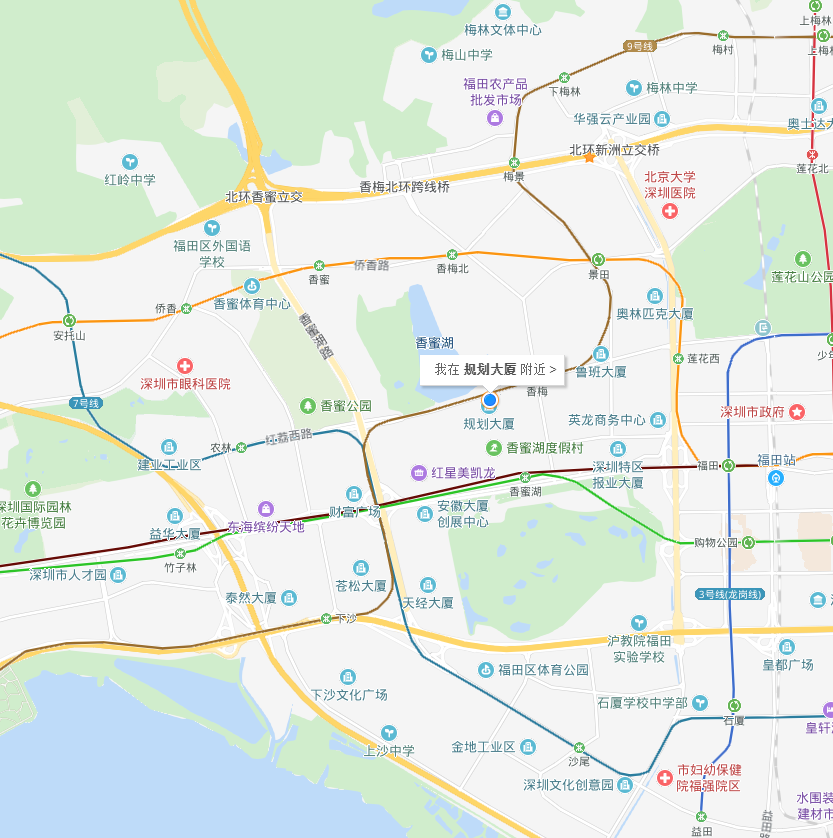 上梅林
梅林文体中心
9号线
梅村
上梅林
梅山中学
福田农产品
批发市场
下梅林
梅林中学
华强云产业园
奥士达大
北环新洲立交桥
红岭中学
梅景
莲花北
北京大学
深圳医院
香梅北环跨线桥
北环香蜜立交
福田区外国语
学校
侨香路
香梅北
香蜜
景田
莲花山公园
香蜜体育中心
侨香
奥林匹克大厦
安托山
香蜜湖路
香蜜湖
少年
莲花西
我在 规划大厦 附近 >
鲁班大厦
深圳市眼科医院
香梅
7号线
香蜜公园
深圳市政府
规划大厦
英龙商务中心
红荔西路
农林
香蜜湖度假村
建业工业区
红星美凯龙
深圳特区
报业大厦
福田
福田站
香蜜湖
深圳国际园林
花卉博览园
益华大厦
东海缤纷天地
财富广场
安徽大厦
创展中心
购物公园
竹子林
深圳市人才园
苍松大厦
泰然大厦
天经大厦
3号线(龙岗线)
下沙
沪教院福田
实验学校
皇都广场
福田区体育公园
下沙文化广场
石厦学校中学部
石厦
皇轩酒
上沙中学
金地工业区
沙尾
市妇幼保健
院福强院区
深圳文化创意园
水围装
建材市
益田
益田路